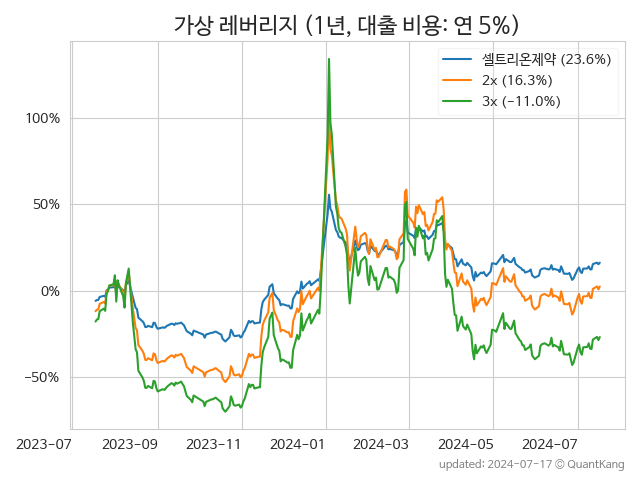 가상 레버리지 (1년, 대출 비용: 연 5%)
셀트리온제약 (23.6%)
2x (16.3%)
3x (−11.0%)
100%
50%
0%
−50%
2023-07 2023-09 2023-11 2024-01 2024-03 2024-05 2024-07
updated: 2024-07-17 ⓒ QuantKang